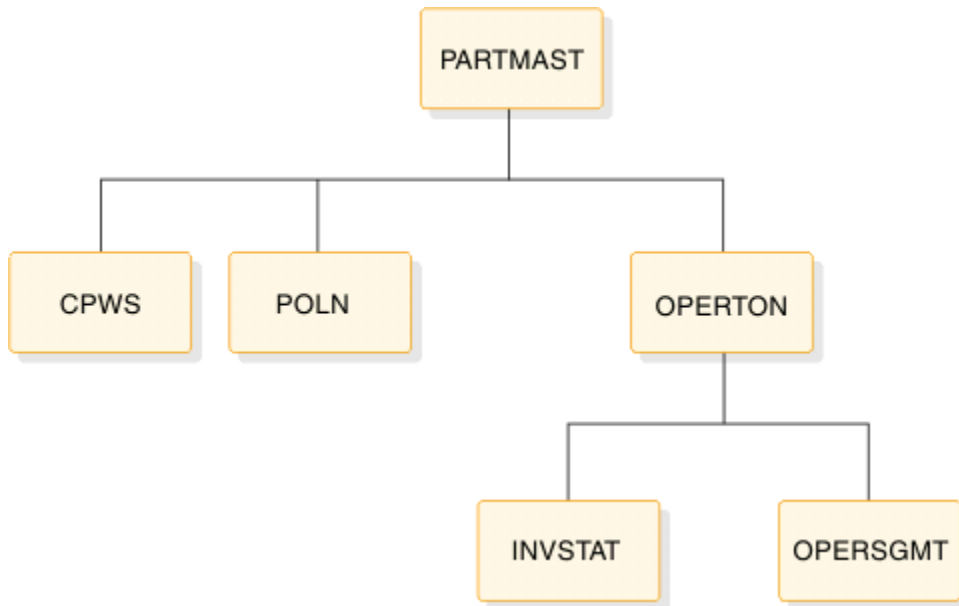 PARTMAST
CPWS
POLN
OPERTON
INVSTAT
OPERSGMT